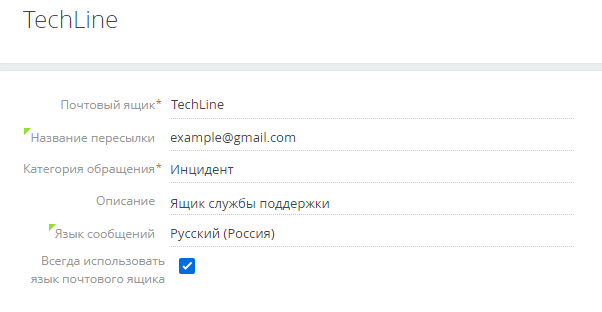 TechLine
Почтовый ящик* TechLine
Название пересылки example@gmail.com
Категория обращения* Инцидент
Описание Ящик службы поддержки
Язык сообщений Русский (Россия)
Всегда использовать
язык почтового ящика